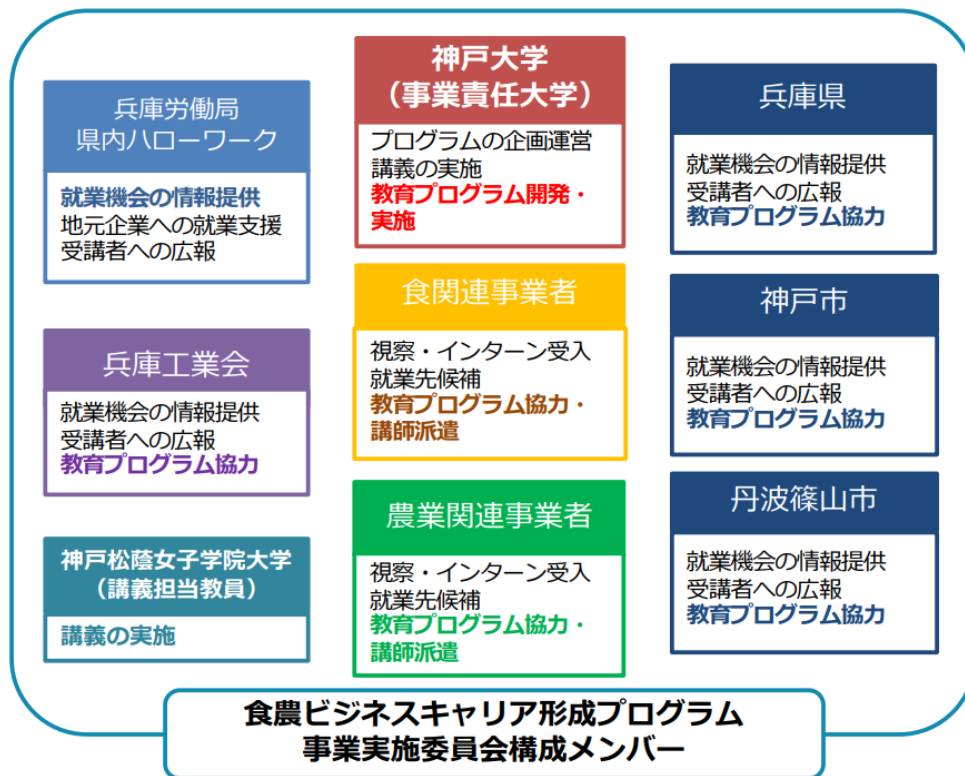 兵庫労働局
県内ハローワーク
就業機会の情報提供
地元企業への就業支援
受講者への広報
兵庫工業会
就業機会の情報提供
受講者への広報
教育プログラム協力
神戸松蔭女子学院大学
（講義担当教員）
講義の実施
神戸大学
（事業責任大学）
プログラムの企画運営
講義の実施
教育プログラム開発・
実施
食関連事業者
視察・インターン受入
就業先候補
教育プログラム協力・
講師派遣
農業関連事業者
視察・インターン受入
就業先候補
教育プログラム協力・
講師派遣
兵庫県
就業機会の情報提供
受講者への広報
教育プログラム協力
神戸市
就業機会の情報提供
受講者への広報
教育プログラム協力
丹波篠山市
就業機会の情報提供
受講者への広報
教育プログラム協力
食農ビジネスキャリア形成プログラム
事業実施委員会構成メンバー